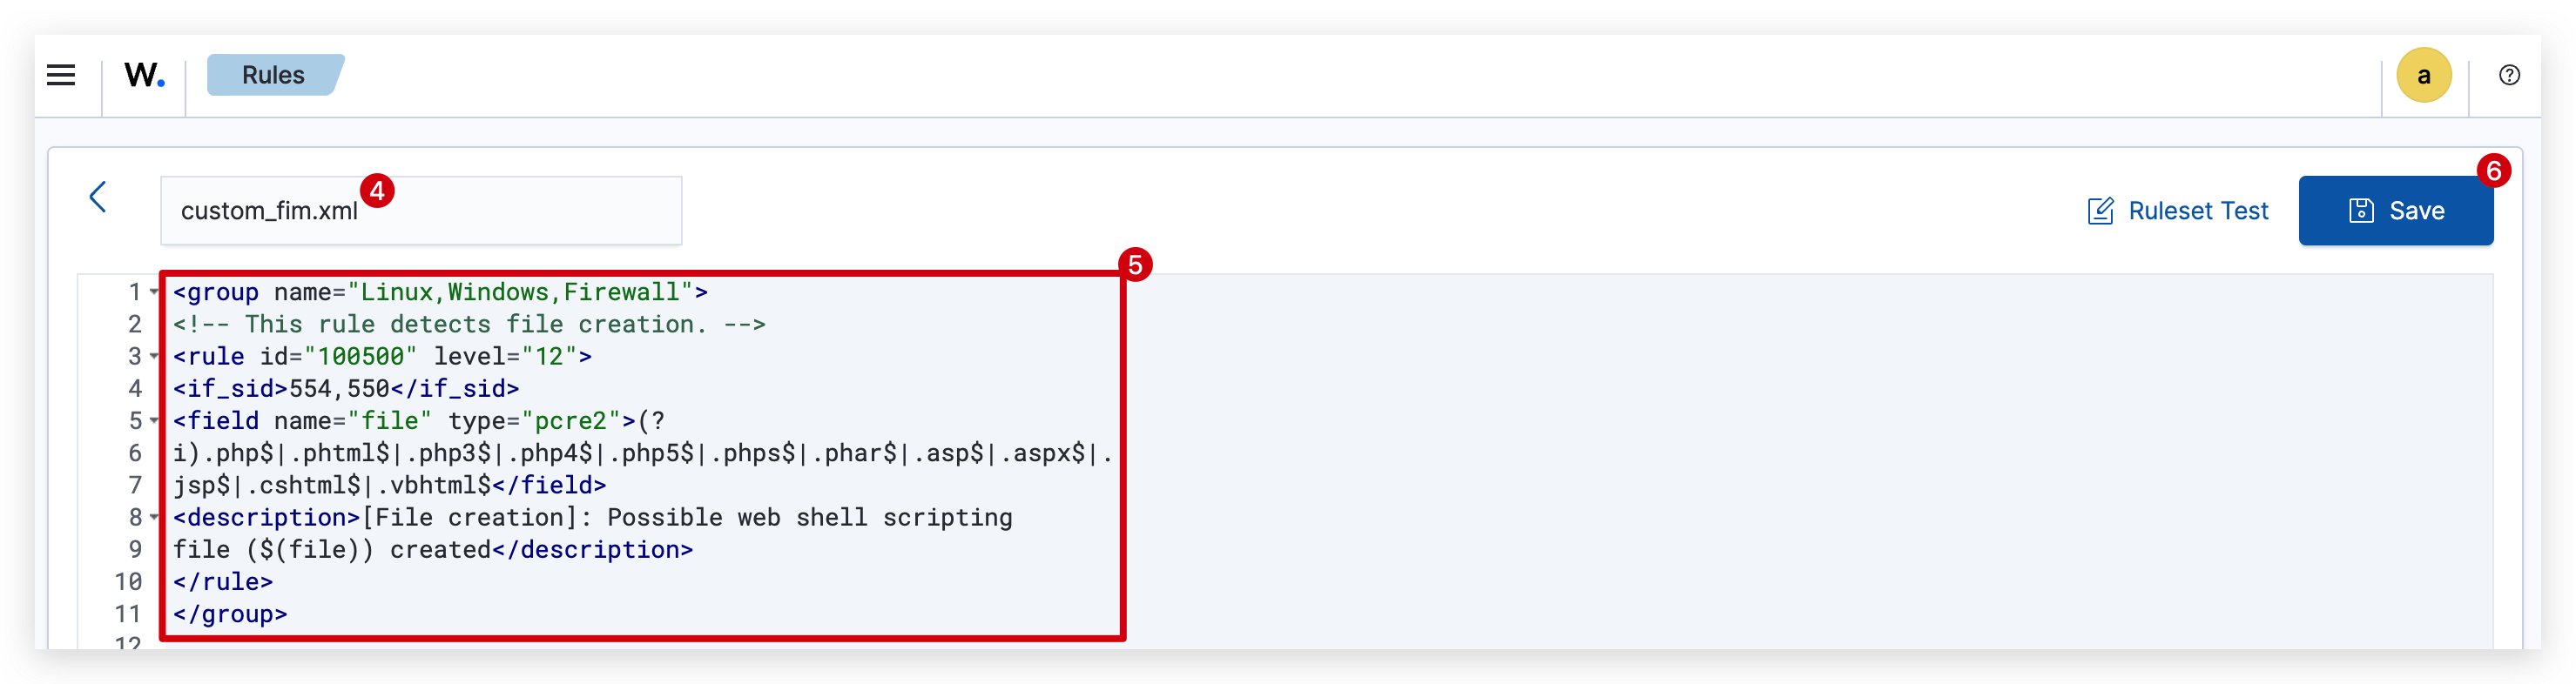 W.
Rules
a
?
4
6
custom_fim.xml
Ruleset Test
Save
5
1 <group name="Linux,Windows,Firewall">
2 <!-- This rule detects file creation. -->
3 <rule id="100500" level="12">
4 <if_sid>554,550</if_sid>
5 <field name="file" type="pcre2">(?
6 i).php$|.phtml$|.php3$|.php4$|.php5$|.phps$|.phar$|.asp$|.aspx$|.
7 jsp$|.cshtml$|.vbhtml$</field>
8 <description>[File creation]: Possible web shell scripting
9 file ($(file)) created</description>
10 </rule>
11 </group>
12